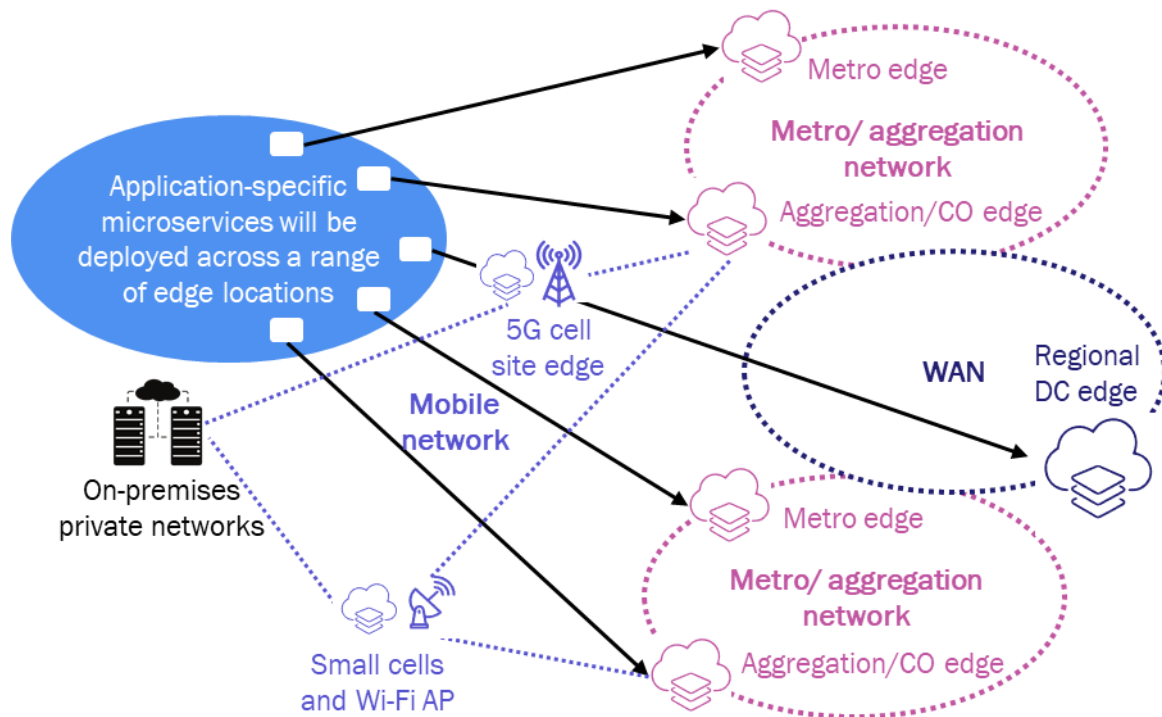 Metro edge
Metro/ aggregation
network
Application-specific
microservices will be
deployed across a range
of edge locations
Aggregation/CO edge
5G cell
site edge
WAN
Regional
DC edge
Mobile
network
On-premises
private networks
Metro edge
Metro/ aggregation
network
Small cells
and Wi-Fi AP
Aggregation/CO edge